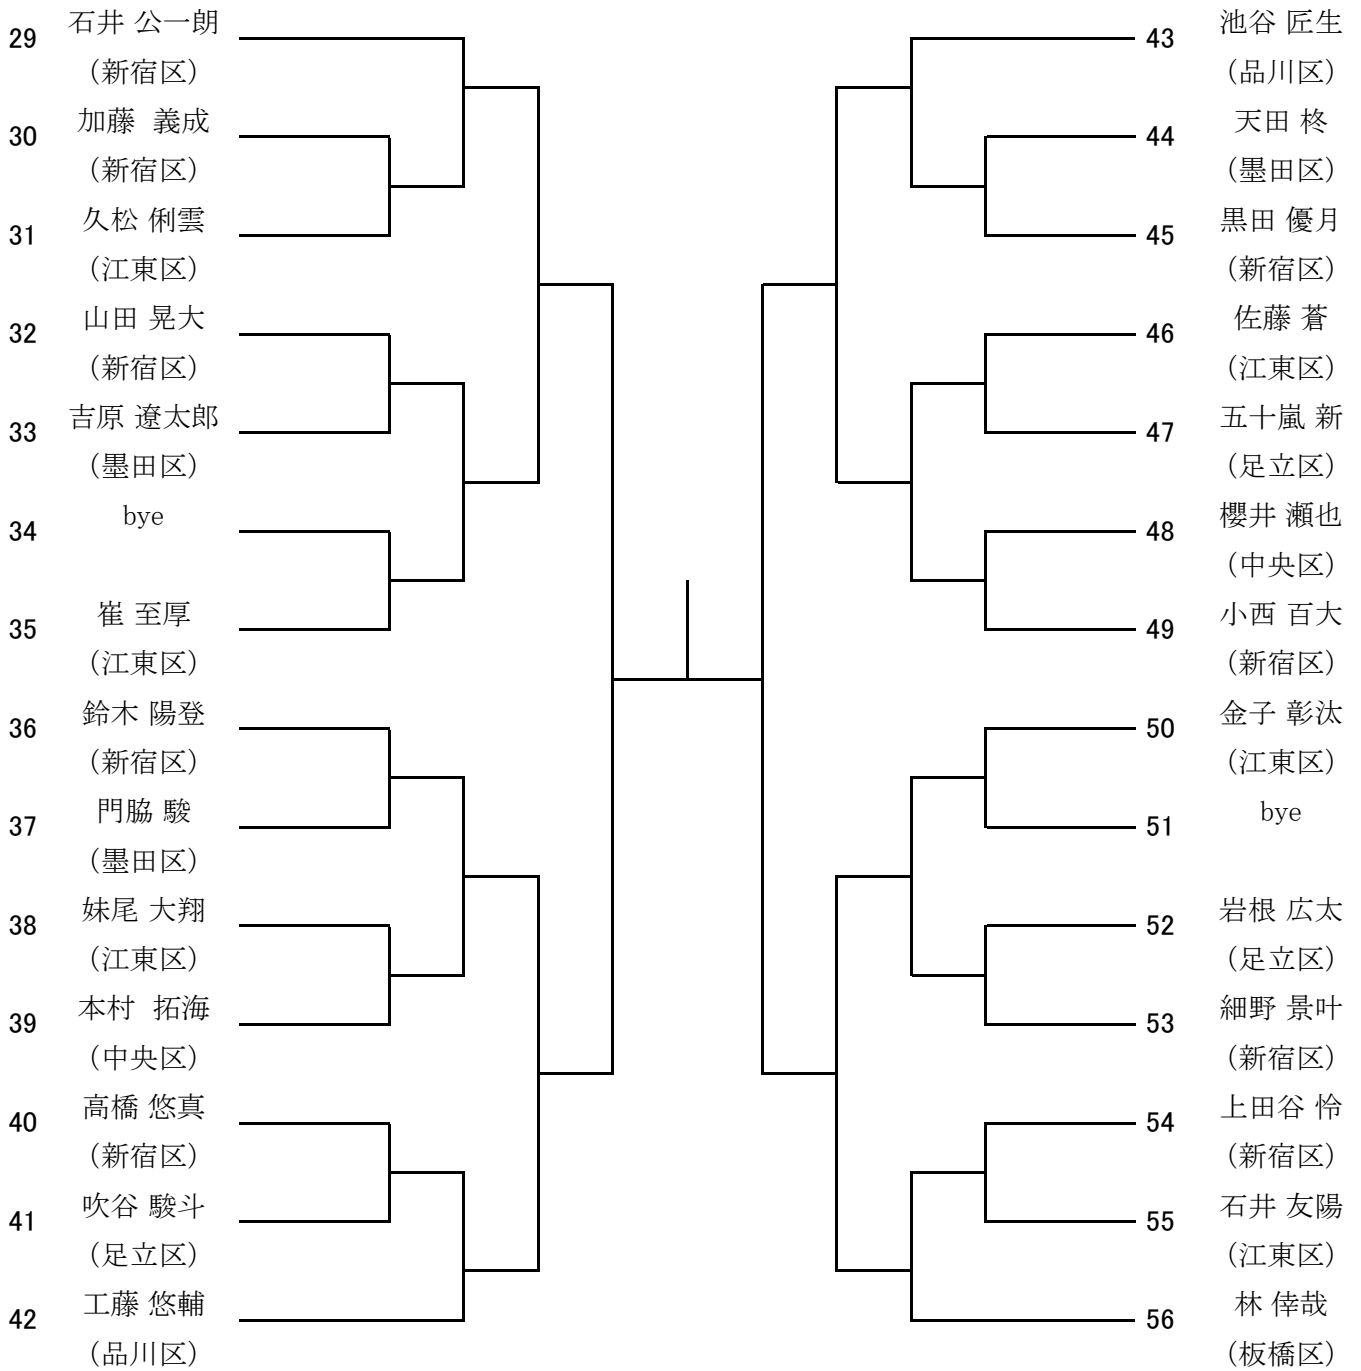 29 石井 公一朗
(新宿区)
30 加藤 義成
(新宿区)
31 久松 俐雲
(江東区)
32 山田 晃大
(新宿区)
33 吉原 遼太郎
(墨田区)
34 bye
35 崔 至厚
(江東区)
36 鈴木 陽登
(新宿区)
37 門脇 駿
(墨田区)
38 妹尾 大翔
(江東区)
39 本村 拓海
(中央区)
40 高橋 悠真
(新宿区)
41 吹谷 駿斗
(足立区)
42 工藤 悠輔
(品川区)
43 池谷 匠生
(品川区)
44 天田 柊
(墨田区)
45 黒田 優月
(新宿区)
46 佐藤 蒼
(江東区)
47 五十嵐 新
(足立区)
48 櫻井 瀬也
(中央区)
49 小西 百大
(新宿区)
50 金子 彰汰
(江東区)
51 bye
52 岩根 広太
(足立区)
53 細野 景叶
(新宿区)
54 上田谷 怜
(新宿区)
55 石井 友陽
(江東区)
56 林 倖哉
(板橋区)